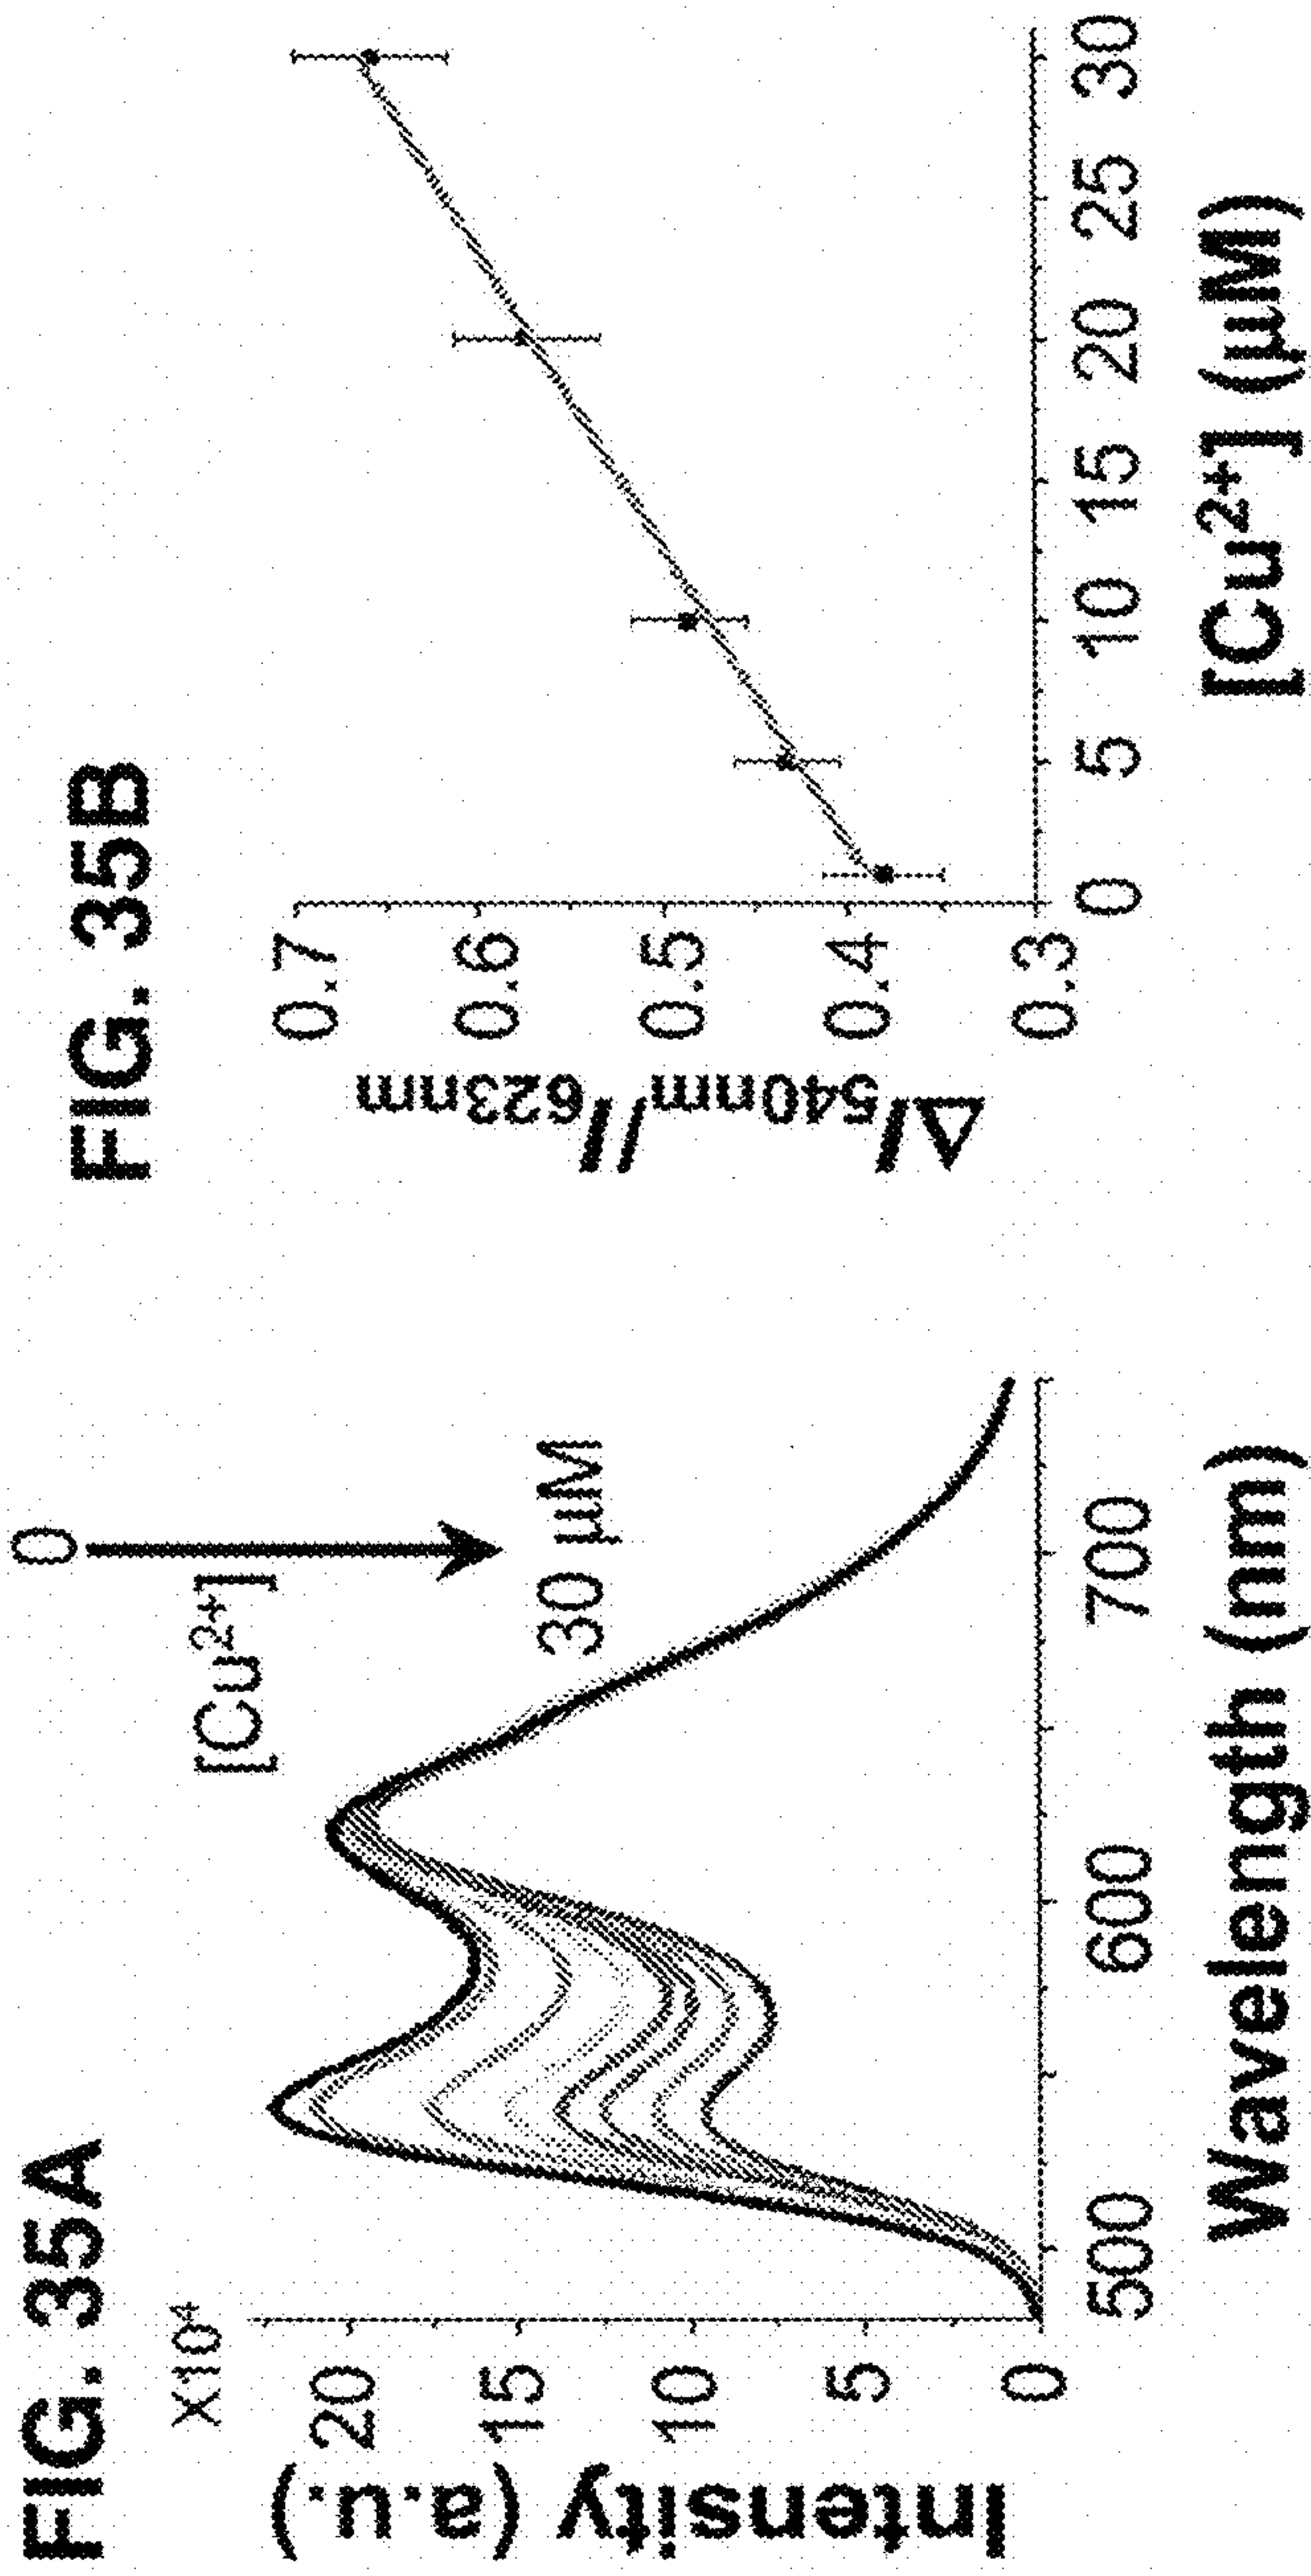 FIG. 35A
X10⁴
Intensity (a.u.)
20
15
10
5
0
[Cu²⁺]
0
30 µM
500
600
700
Wavelength (nm)
FIG. 35B
ΔI540nm/I623nm
0.7
0.6
0.5
0.4
0.3
0
5
10
15
20
25
30
[Cu²⁺] (µM)